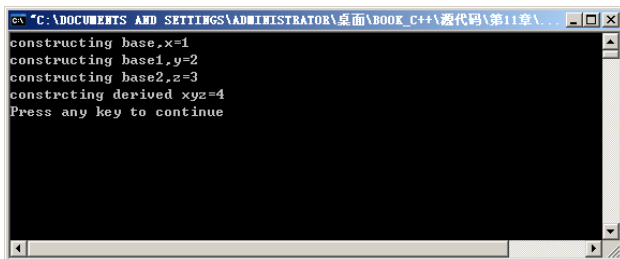 "C:\DOCUMENTS AND SETTINGS\ADMINISTRATOR\桌面\BOOK_C++\源代码\第11章\...
constructing base,x=1
constructing base1,y=2
constructing base2,z=3
constrcting derived xyz=4
Press any key to continue